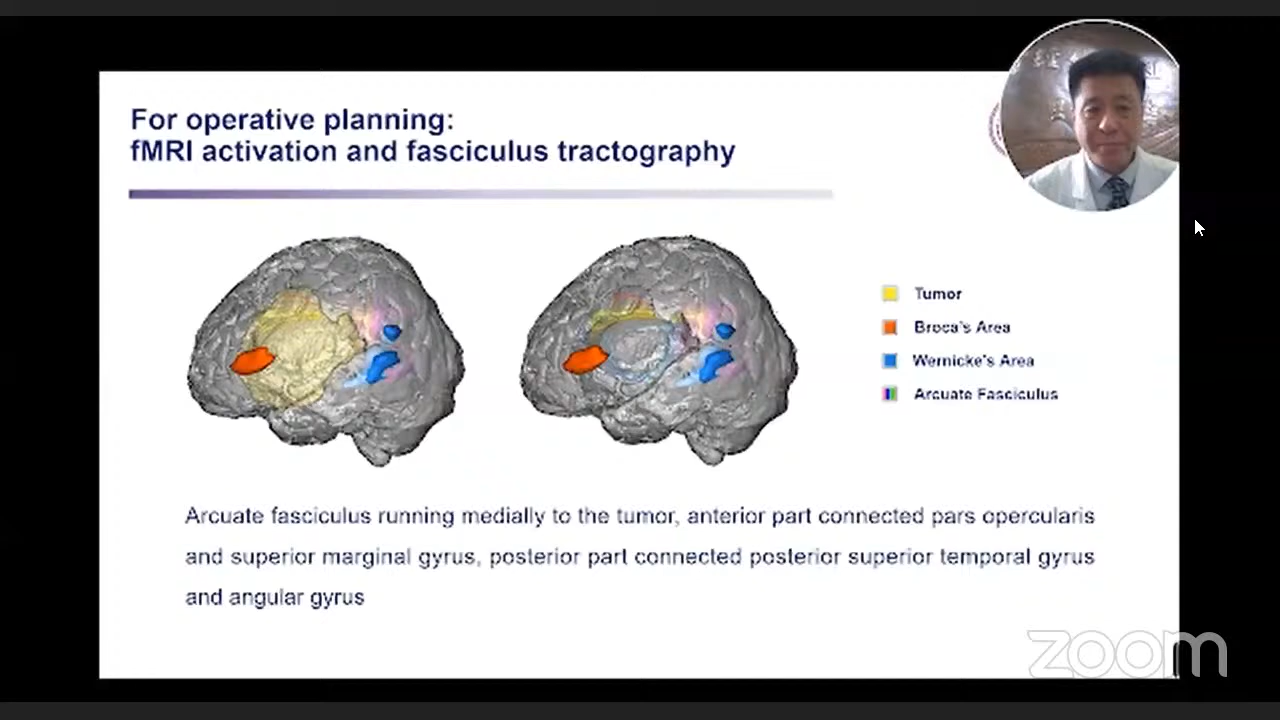 For operative planning:
fMRI activation and fasciculus tractography
Tumor
Broca's Area
Wernicke's Area
Arcuate Fasciculus
Arcuate fasciculus running medially to the tumor, anterior part connected pars opercularis
and superior marginal gyrus, posterior part connected posterior superior temporal gyrus
and angular gyrus
zoom